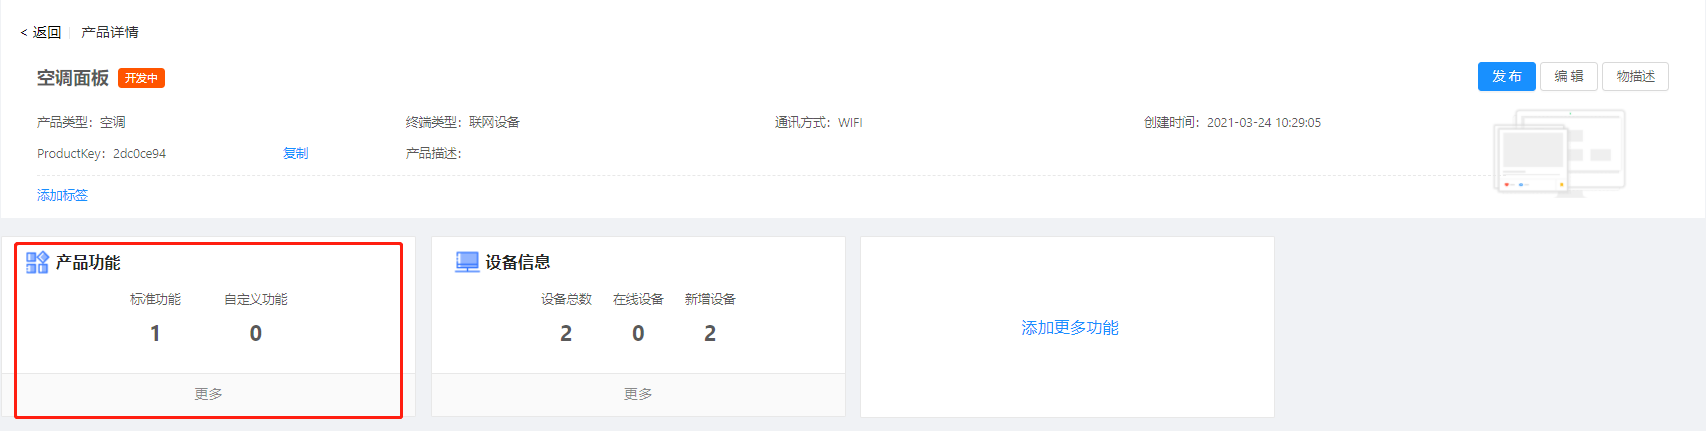 < 返回 产品详情
空调面板 开发中
发布 编辑 物描述
产品类型：空调 终端类型：联网设备 通讯方式：WIFI 创建时间：2021-03-24 10:29:05
ProductKey：2dc0ce94 复制 产品描述：
添加标签
产品功能
标准功能 自定义功能
1 0
更多
设备信息
设备总数 在线设备 新增设备
2 0 2
更多
添加更多功能